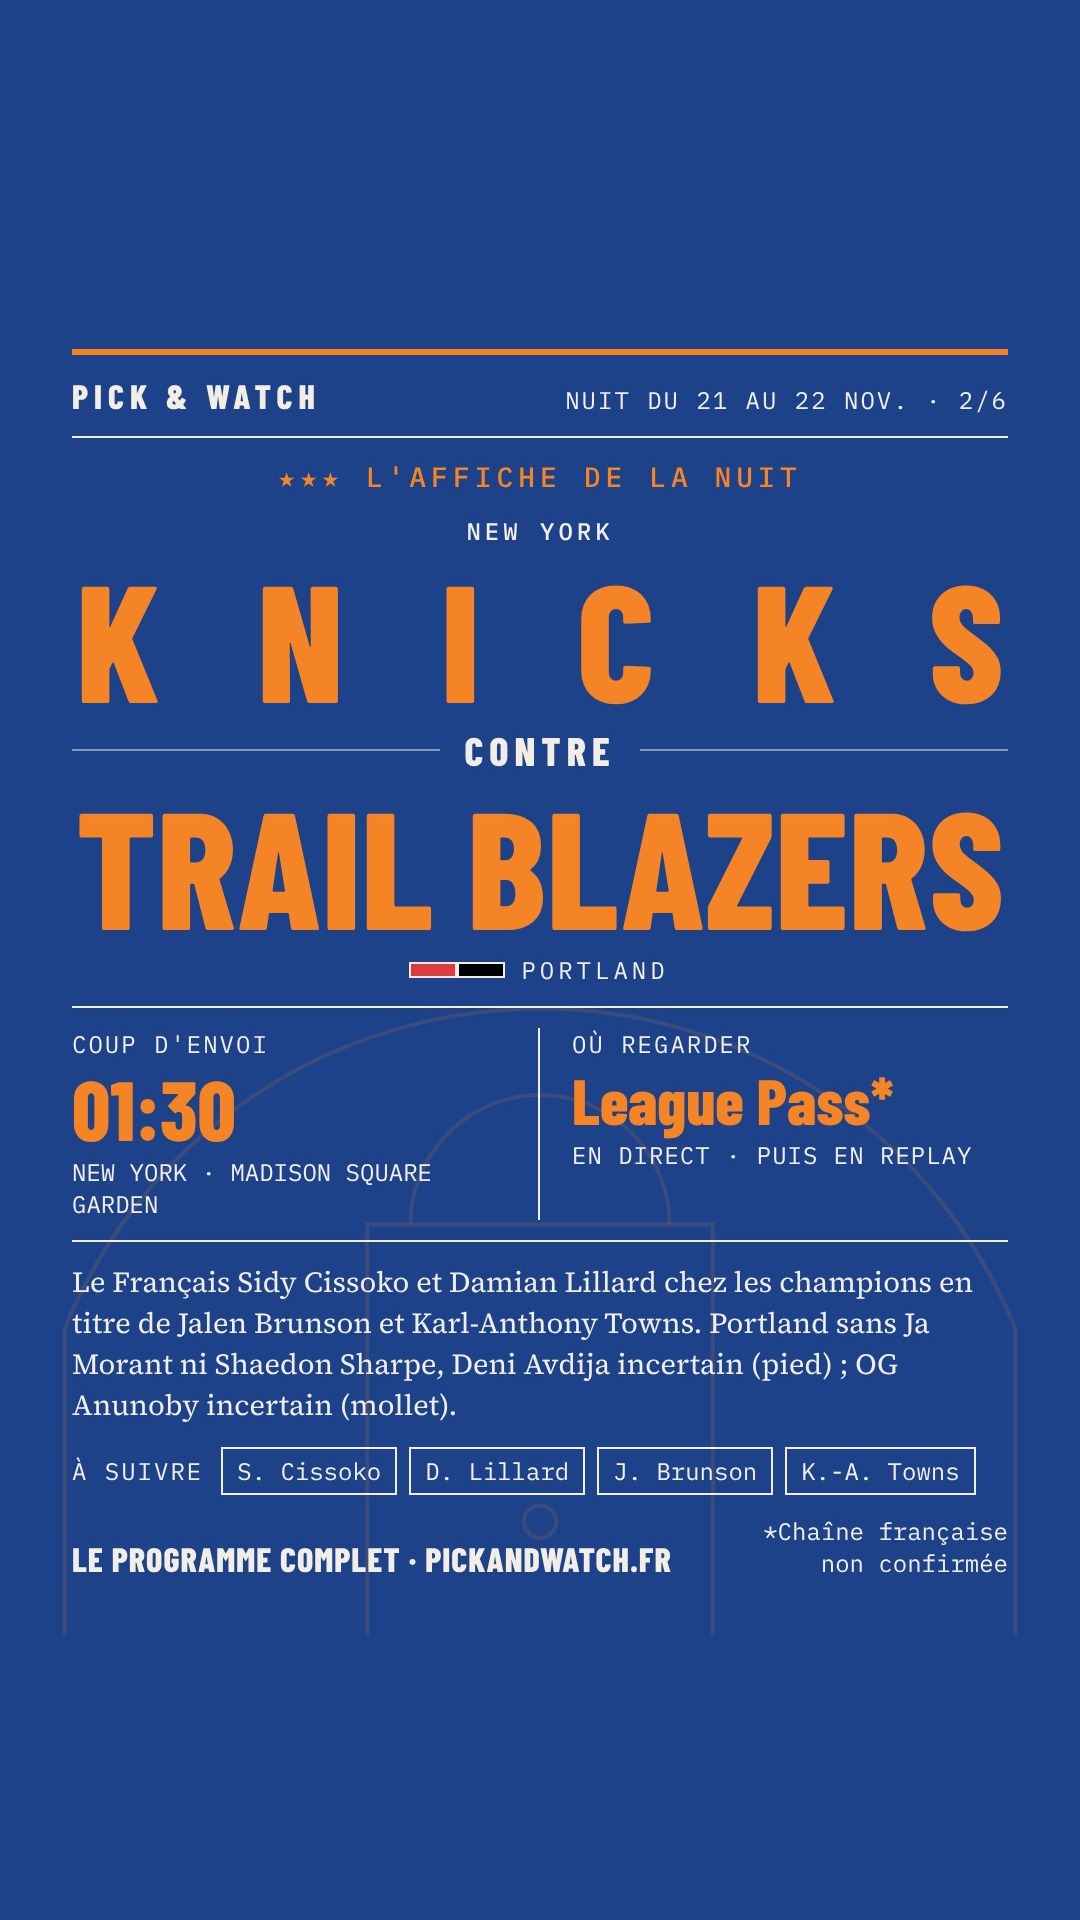 PICK & WATCH
NUIT DU 21 AU 22 NOV. · 2/6
★★★ L'AFFICHE DE LA NUIT
NEW YORK
KNICKS
CONTRE
TRAIL BLAZERS
PORTLAND
COUP D'ENVOI
01:30
NEW YORK · MADISON SQUARE
GARDEN
OÙ REGARDER
League Pass*
EN DIRECT · PUIS EN REPLAY
Le Français Sidy Cissoko et Damian Lillard chez les champions en
titre de Jalen Brunson et Karl-Anthony Towns. Portland sans Ja
Morant ni Shaedon Sharpe, Deni Avdija incertain (pied) ; OG
Anunoby incertain (mollet).
À SUIVRE S. Cissoko D. Lillard J. Brunson K.-A. Towns
LE PROGRAMME COMPLET · PICKANDWATCH.FR
*Chaîne française
non confirmée